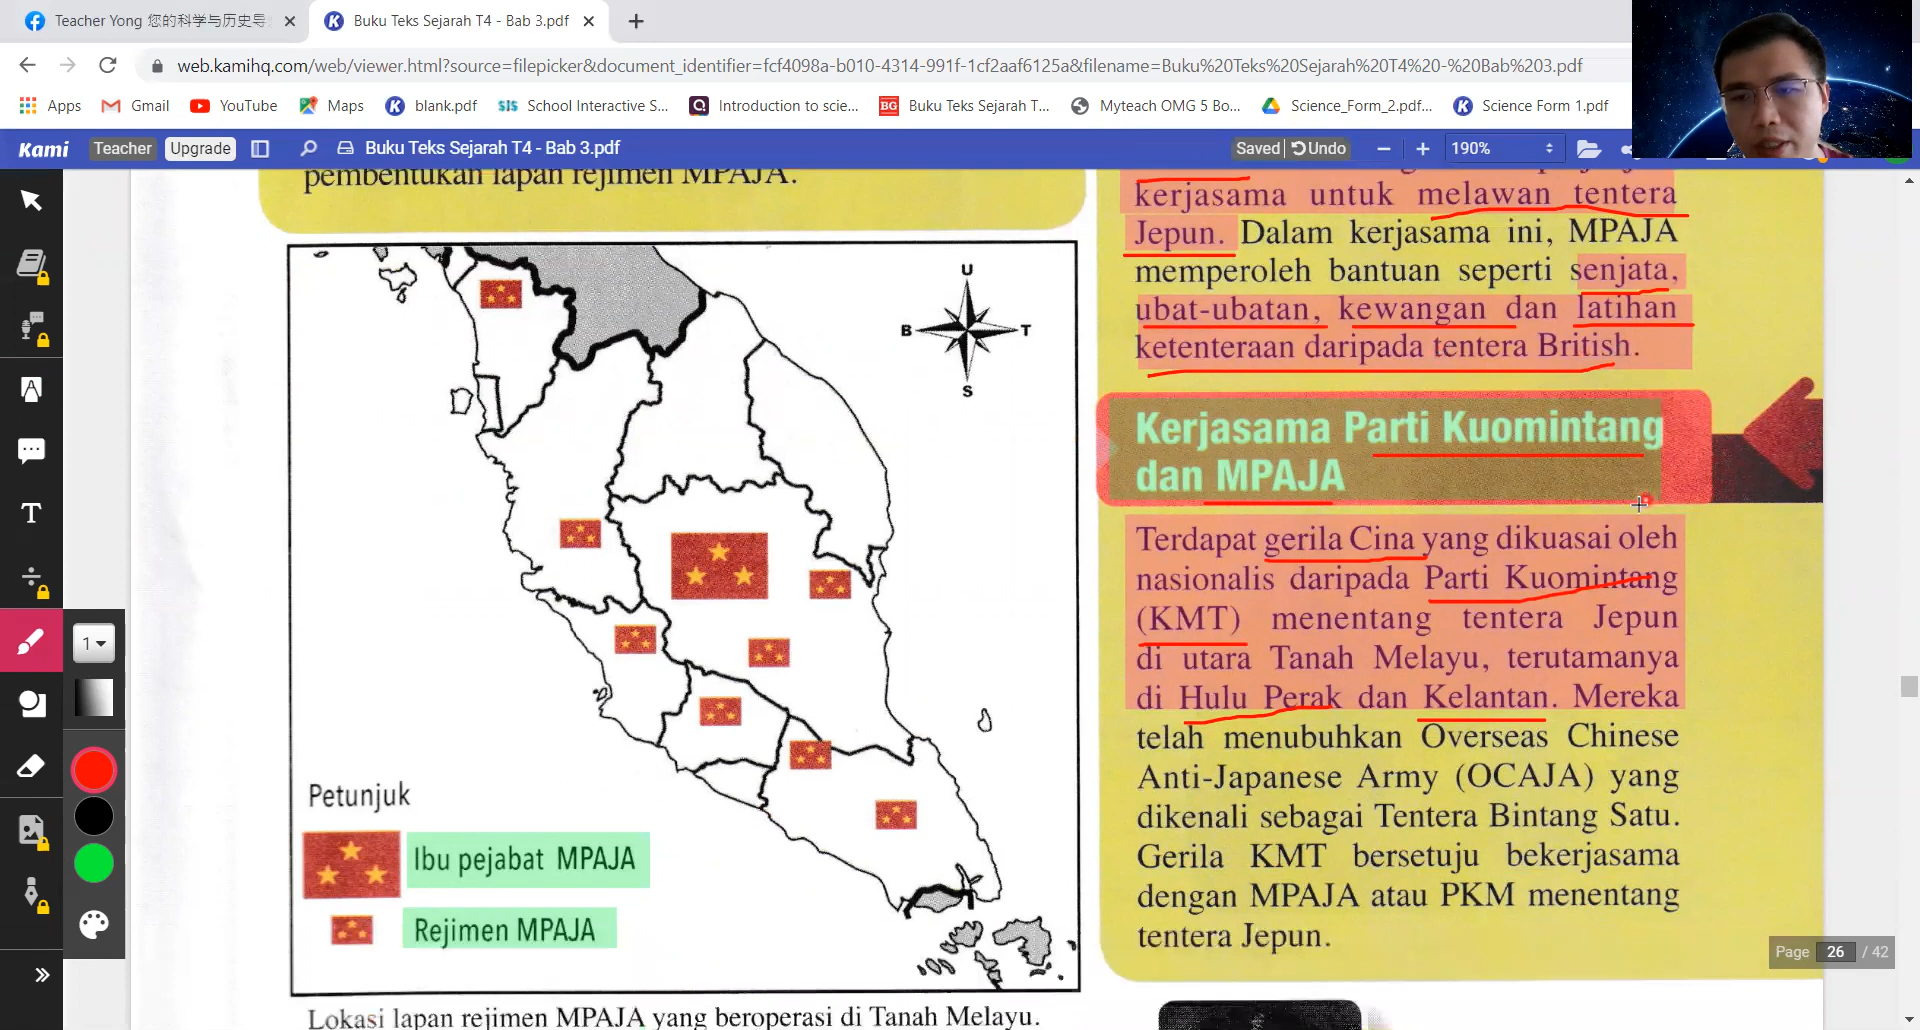 Teacher Yong 您的科学与历史导
Buku Teks Sejarah T4 - Bab 3.pdf
web.kamihq.com/web/viewer.html?source=filepicker&document_identifier=fcf4098a-b010-4314-991f-1cf2aaf6125a&filename=Buku%20Teks%20Sejarah%20T4%20-%20Bab%203.pdf
Apps
Gmail
YouTube
Maps
blank.pdf
SIS School Interactive S...
Introduction to scie...
BG Buku Teks Sejarah T...
Myteach OMG 5 Bo...
Science_Form_2.pdf...
Science Form 1.pdf
Kami Teacher Upgrade
Buku Teks Sejarah T4 - Bab 3.pdf
Saved Undo
190%
1
pembentukan lapan rejimen MPAJA.
U
B T
S
Petunjuk
Ibu pejabat MPAJA
Rejimen MPAJA
Lokasi lapan rejimen MPAJA yang beroperasi di Tanah Melayu.
kerjasama untuk melawan tentera
Jepun. Dalam kerjasama ini, MPAJA
memperoleh bantuan seperti senjata,
ubat-ubatan, kewangan dan latihan
ketenteraan daripada tentera British.
Kerjasama Parti Kuomintang
dan MPAJA
Terdapat gerila Cina yang dikuasai oleh
nasionalis daripada Parti Kuomintang
(KMT) menentang tentera Jepun
di utara Tanah Melayu, terutamanya
di Hulu Perak dan Kelantan. Mereka
telah menubuhkan Overseas Chinese
Anti-Japanese Army (OCAJA) yang
dikenali sebagai Tentera Bintang Satu.
Gerila KMT bersetuju bekerjasama
dengan MPAJA atau PKM menentang
tentera Jepun.
Page 26 / 42